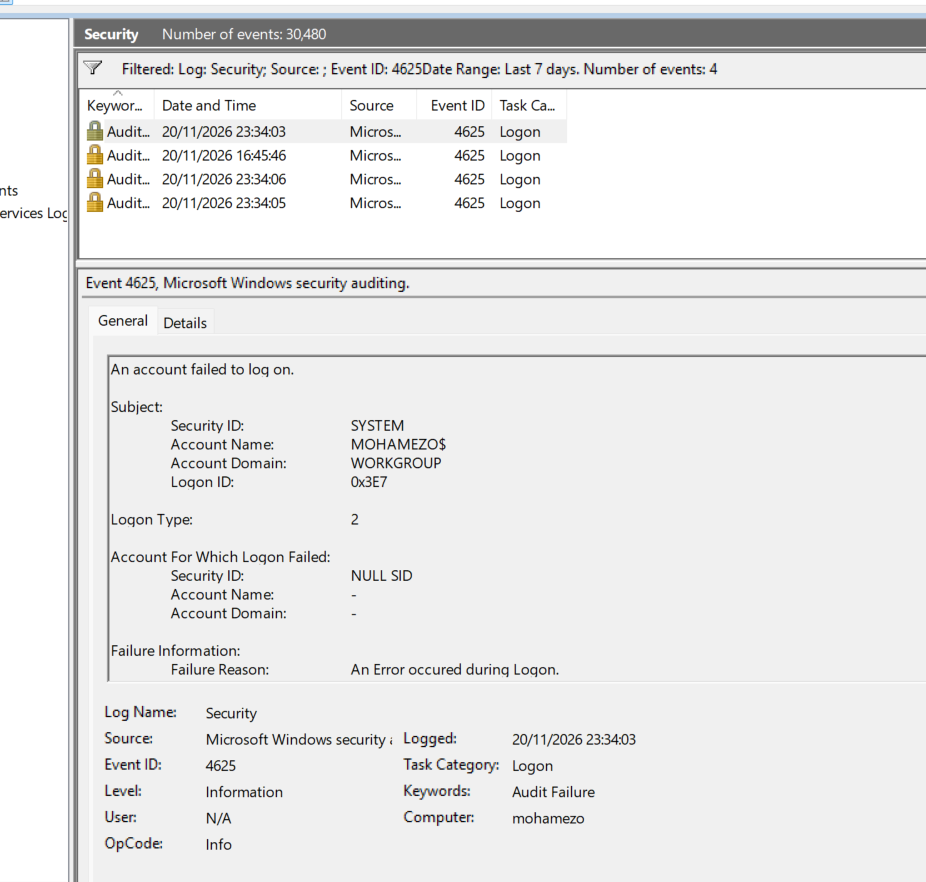 Security Number of events: 30,480
Filtered: Log: Security; Source: ; Event ID: 4625Date Range: Last 7 days. Number of events: 4
Keywor... Date and Time Source Event ID Task Ca...
Audit... 20/11/2026 23:34:03 Micros... 4625 Logon
Audit... 20/11/2026 16:45:46 Micros... 4625 Logon
Audit... 20/11/2026 23:34:06 Micros... 4625 Logon
nts
Audit... 20/11/2026 23:34:05 Micros... 4625 Logon
ervices Log
Event 4625, Microsoft Windows security auditing.
General Details
An account failed to log on.
Subject:
Security ID: SYSTEM
Account Name: MOHAMEZO$
Account Domain: WORKGROUP
Logon ID: 0x3E7
Logon Type: 2
Account For Which Logon Failed:
Security ID: NULL SID
Account Name: -
Account Domain: -
Failure Information:
Failure Reason: An Error occured during Logon.
Log Name: Security
Source: Microsoft Windows security Logged: 20/11/2026 23:34:03
Event ID: 4625 Task Category: Logon
Level: Information Keywords: Audit Failure
User: N/A Computer: mohamezo
OpCode: Info